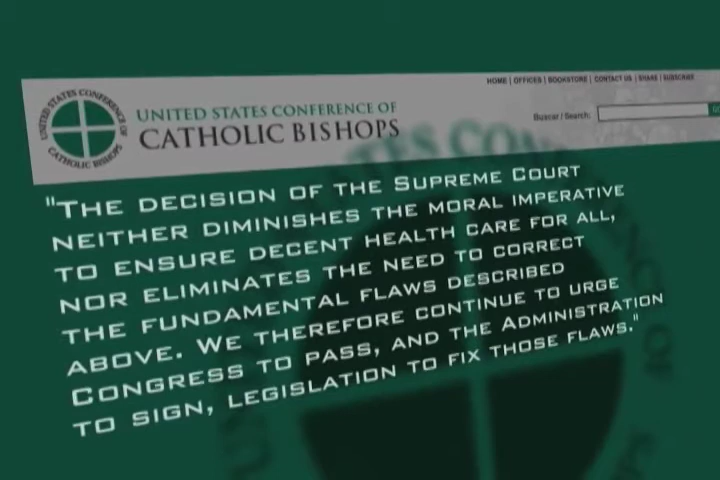 HOME | OFFICES | BOOKSTORE | CONTACT US | SHARE | SUBSCRIBE
Buscar / Search:
UNITED STATES CONFERENCE OF CATHOLIC BISHOPS
UNITED STATES CONFERENCE OF
CATHOLIC BISHOPS
"THE DECISION OF THE SUPREME COURT
NEITHER DIMINISHES THE MORAL IMPERATIVE
TO ENSURE DECENT HEALTH CARE FOR ALL,
NOR ELIMINATES THE NEED TO CORRECT
THE FUNDAMENTAL FLAWS DESCRIBED
ABOVE. WE THEREFORE CONTINUE TO URGE
CONGRESS TO PASS, AND THE ADMINISTRATION
TO SIGN, LEGISLATION TO FIX THOSE FLAWS."